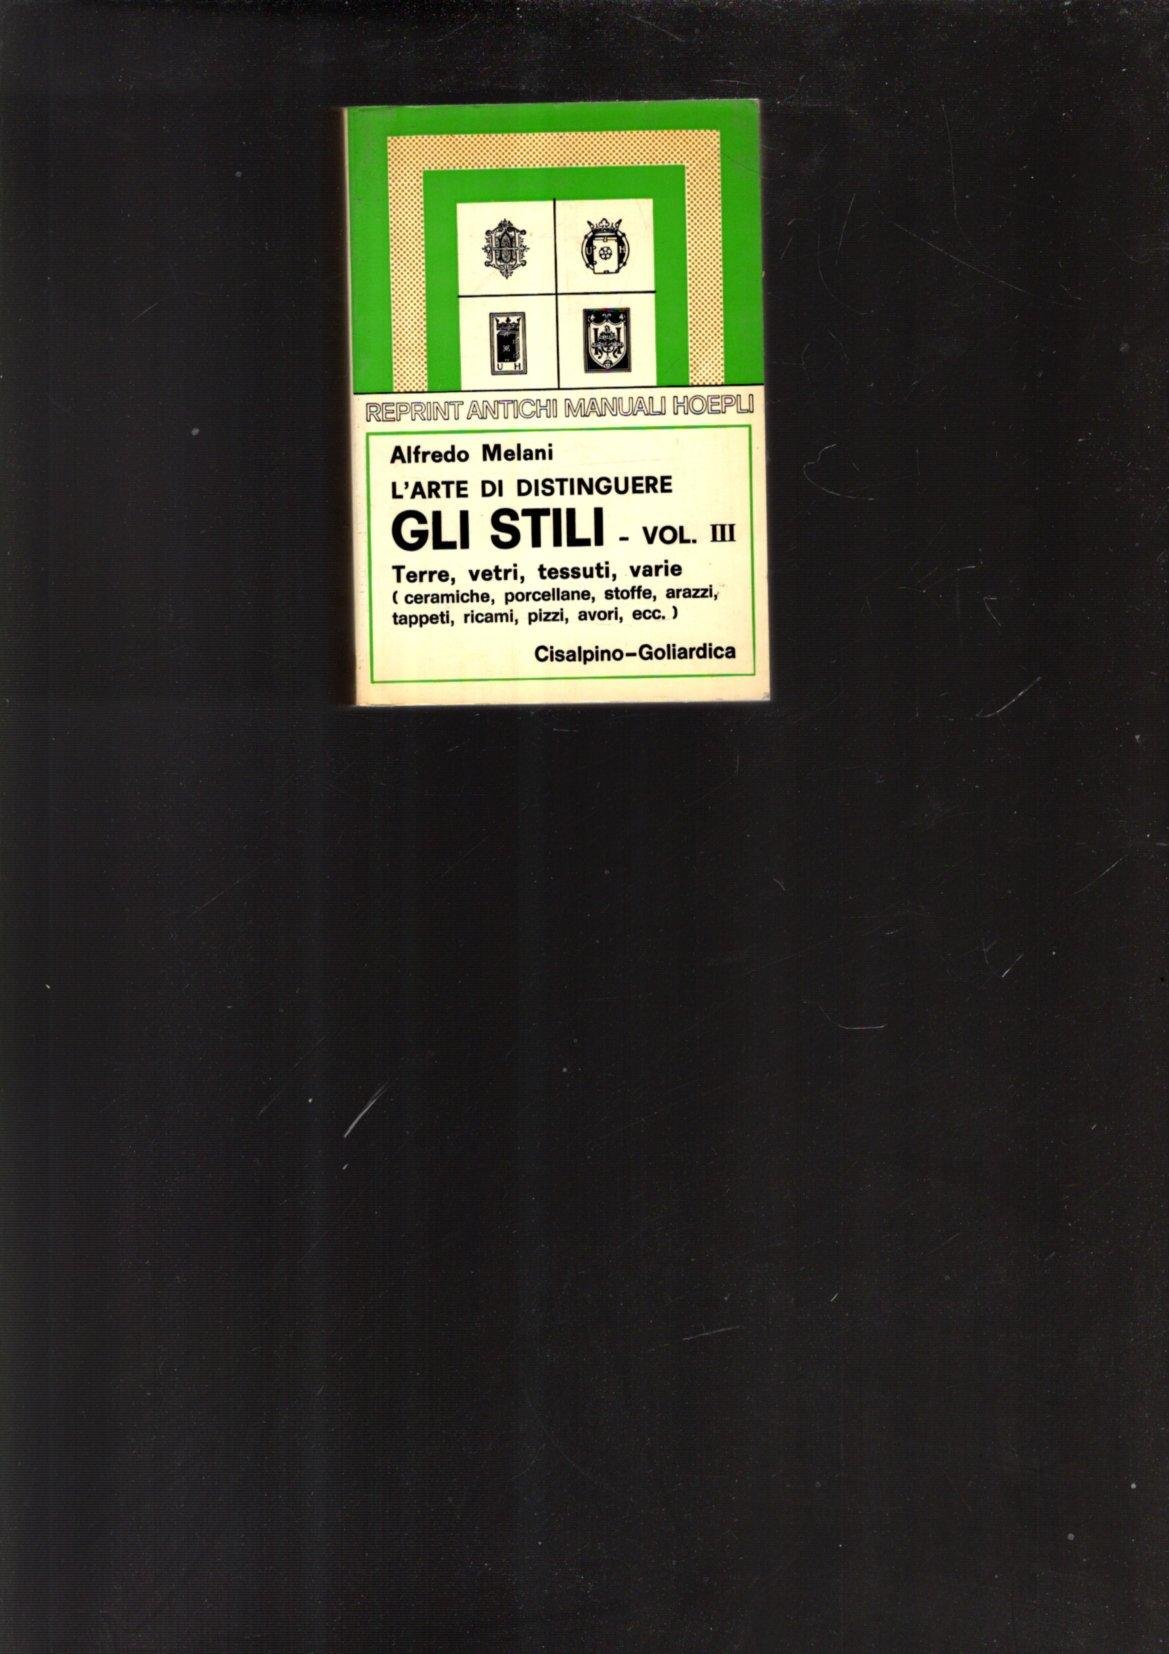 U H
U H
REPRINT ANTICHI MANUALI HOEPLI
Alfredo Melani
L'ARTE DI DISTINGUERE
GLI STILI - VOL. III
Terre, vetri, tessuti, varie
( ceramiche, porcellane, stoffe, arazzi,
tappeti, ricami, pizzi, avori, ecc. )
Cisalpino-Goliardica